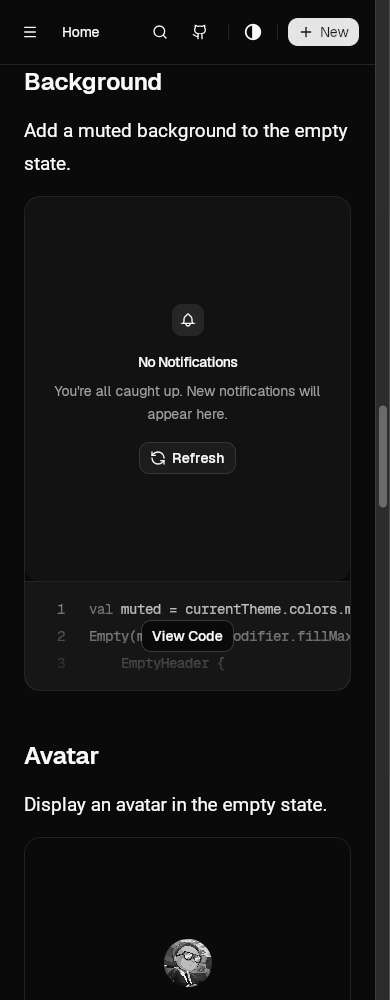 Home
New
Background
Add a muted background to the empty
state.
No Notifications
You're all caught up. New notifications will
appear here.
Refresh
1 val muted = currentTheme.colors.m
2 Empty(m odifier.fillMax
View Code
3 EmptyHeader {
Avatar
Display an avatar in the empty state.